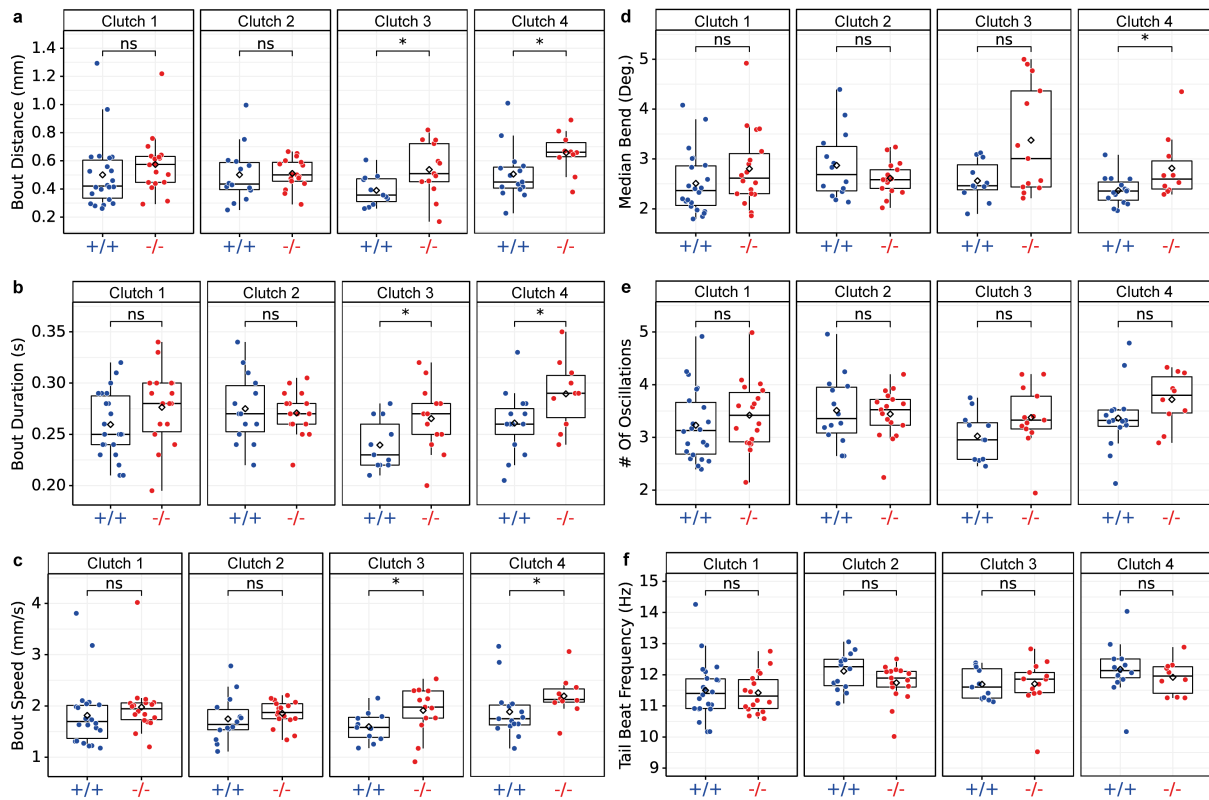 a
Clutch 1 Clutch 2 Clutch 3 Clutch 4
ns ns * *
Bout Distance (mm)
1.4
1.2
1.0
0.8
0.6
0.4
0.2
+/+ -/- +/+ -/- +/+ -/- +/+ -/-
b
Clutch 1 Clutch 2 Clutch 3 Clutch 4
ns ns * *
Bout Duration (s)
0.35
0.30
0.25
0.20
+/+ -/- +/+ -/- +/+ -/- +/+ -/-
c
Clutch 1 Clutch 2 Clutch 3 Clutch 4
ns ns * *
Bout Speed (mm/s)
4
3
2
1
+/+ -/- +/+ -/- +/+ -/- +/+ -/-
d
Clutch 1 Clutch 2 Clutch 3 Clutch 4
ns ns ns *
Median Bend (Deg.)
5
4
3
2
+/+ -/- +/+ -/- +/+ -/- +/+ -/-
e
Clutch 1 Clutch 2 Clutch 3 Clutch 4
ns ns ns ns
# Of Oscillations
5
4
3
2
+/+ -/- +/+ -/- +/+ -/- +/+ -/-
f
Clutch 1 Clutch 2 Clutch 3 Clutch 4
ns ns ns ns
Tail Beat Frequency (Hz)
15
14
13
12
11
10
9
+/+ -/- +/+ -/- +/+ -/- +/+ -/-